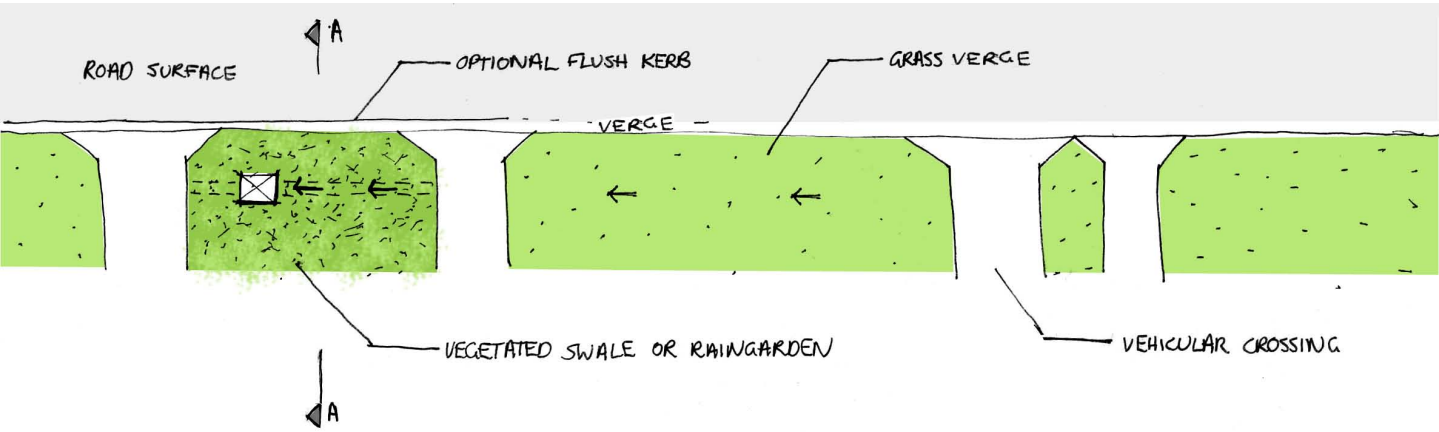 A
ROAD SURFACE
OPTIONAL FLUSH KERB
GRASS VERGE
VERGE
VEGETATED SWALE OR RAINGARDEN
VEHICULAR CROSSING
A